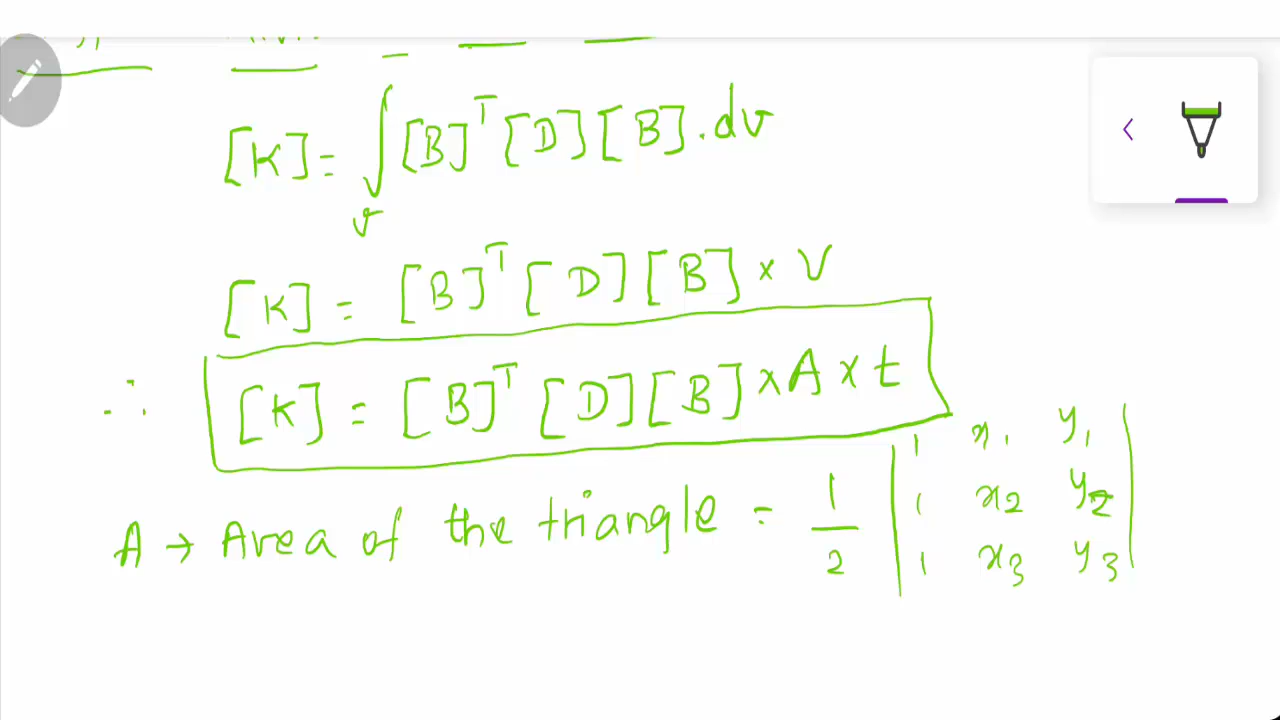 [K] = ∫v [B]ᵀ [D] [B] . dv
[K] = [B]ᵀ [D] [B] × V
∴ [K] = [B]ᵀ [D] [B] × A × t
A → Area of the triangle = 1/2 | 1 x₁ y₁
1 x₂ y₂
1 x₃ y₃ |